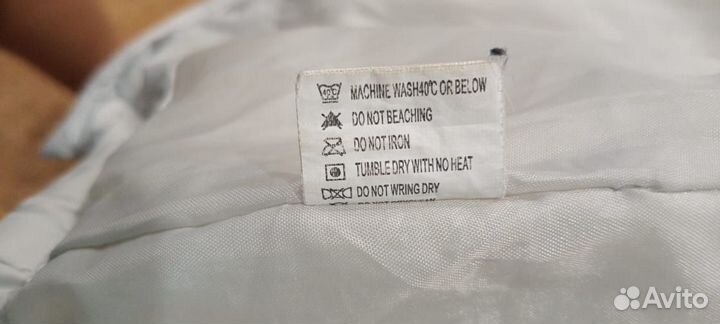 40C
MACHINE WASH40℃ OR BELOW
DO NOT BEACHING
DO NOT IRON
TUMBLE DRY WITH NO HEAT
DO NOT WRING DRY
Avito